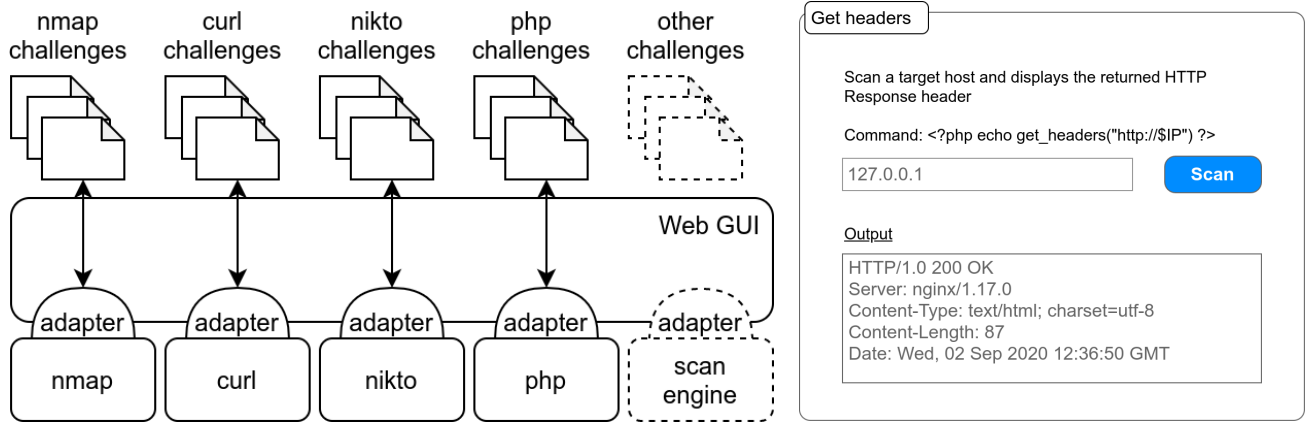 nmap
challenges
curl
challenges
nikto
challenges
php
challenges
other
challenges
Web GUI
adapter
adapter
adapter
adapter
adapter
nmap
curl
nikto
php
scan
engine
Get headers
Scan a target host and displays the returned HTTP
Response header
Command: <?php echo get_headers("http://$IP") ?>
127.0.0.1
Scan
Output
HTTP/1.0 200 OK
Server: nginx/1.17.0
Content-Type: text/html; charset=utf-8
Content-Length: 87
Date: Wed, 02 Sep 2020 12:36:50 GMT